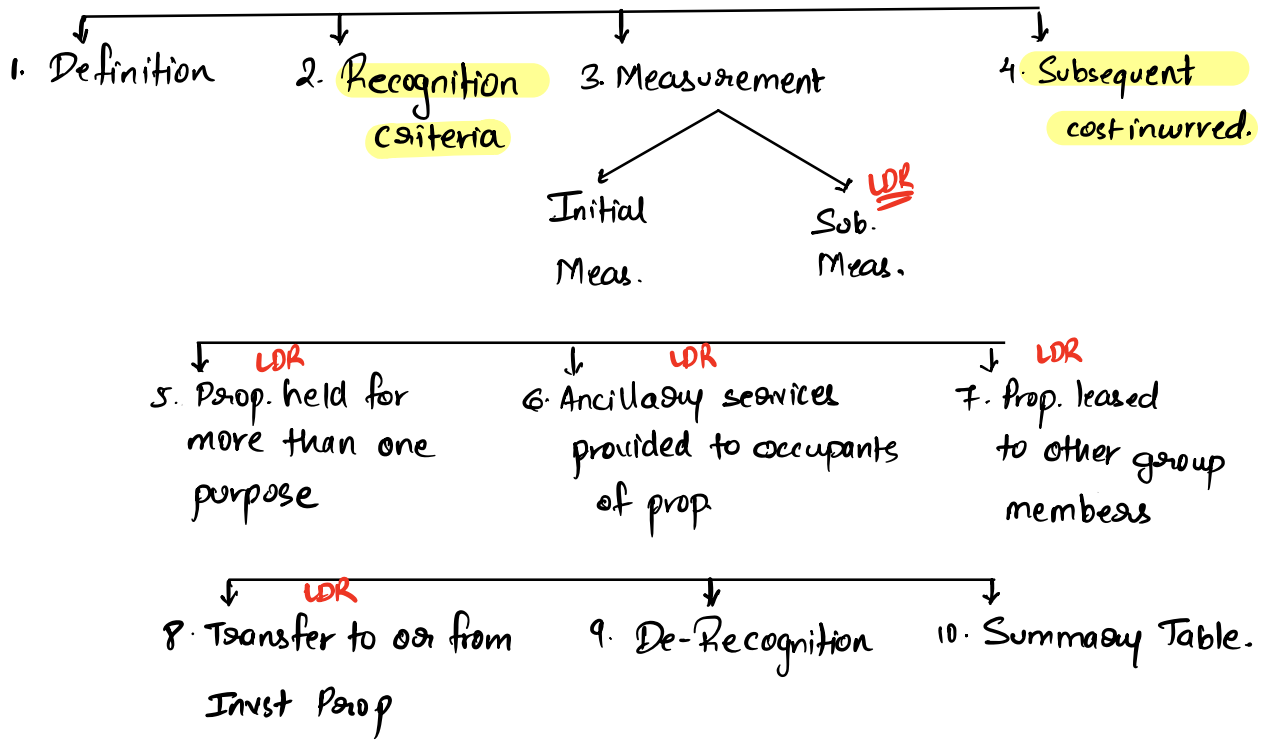 1. Definition
2. Recognition
criteria
3. Measurement
4. Subsequent
cost incurred.
Initial
Meas.
LDR
Sub.
Meas.
LDR
5. Prop. held for
more than one
purpose
LDR
6. Ancillary services
provided to occupants
of prop.
LDR
7. Prop. leased
to other group
members
LDR
8. Transfer to or from
Invst Prop
9. De-Recognition
10. Summary Table.